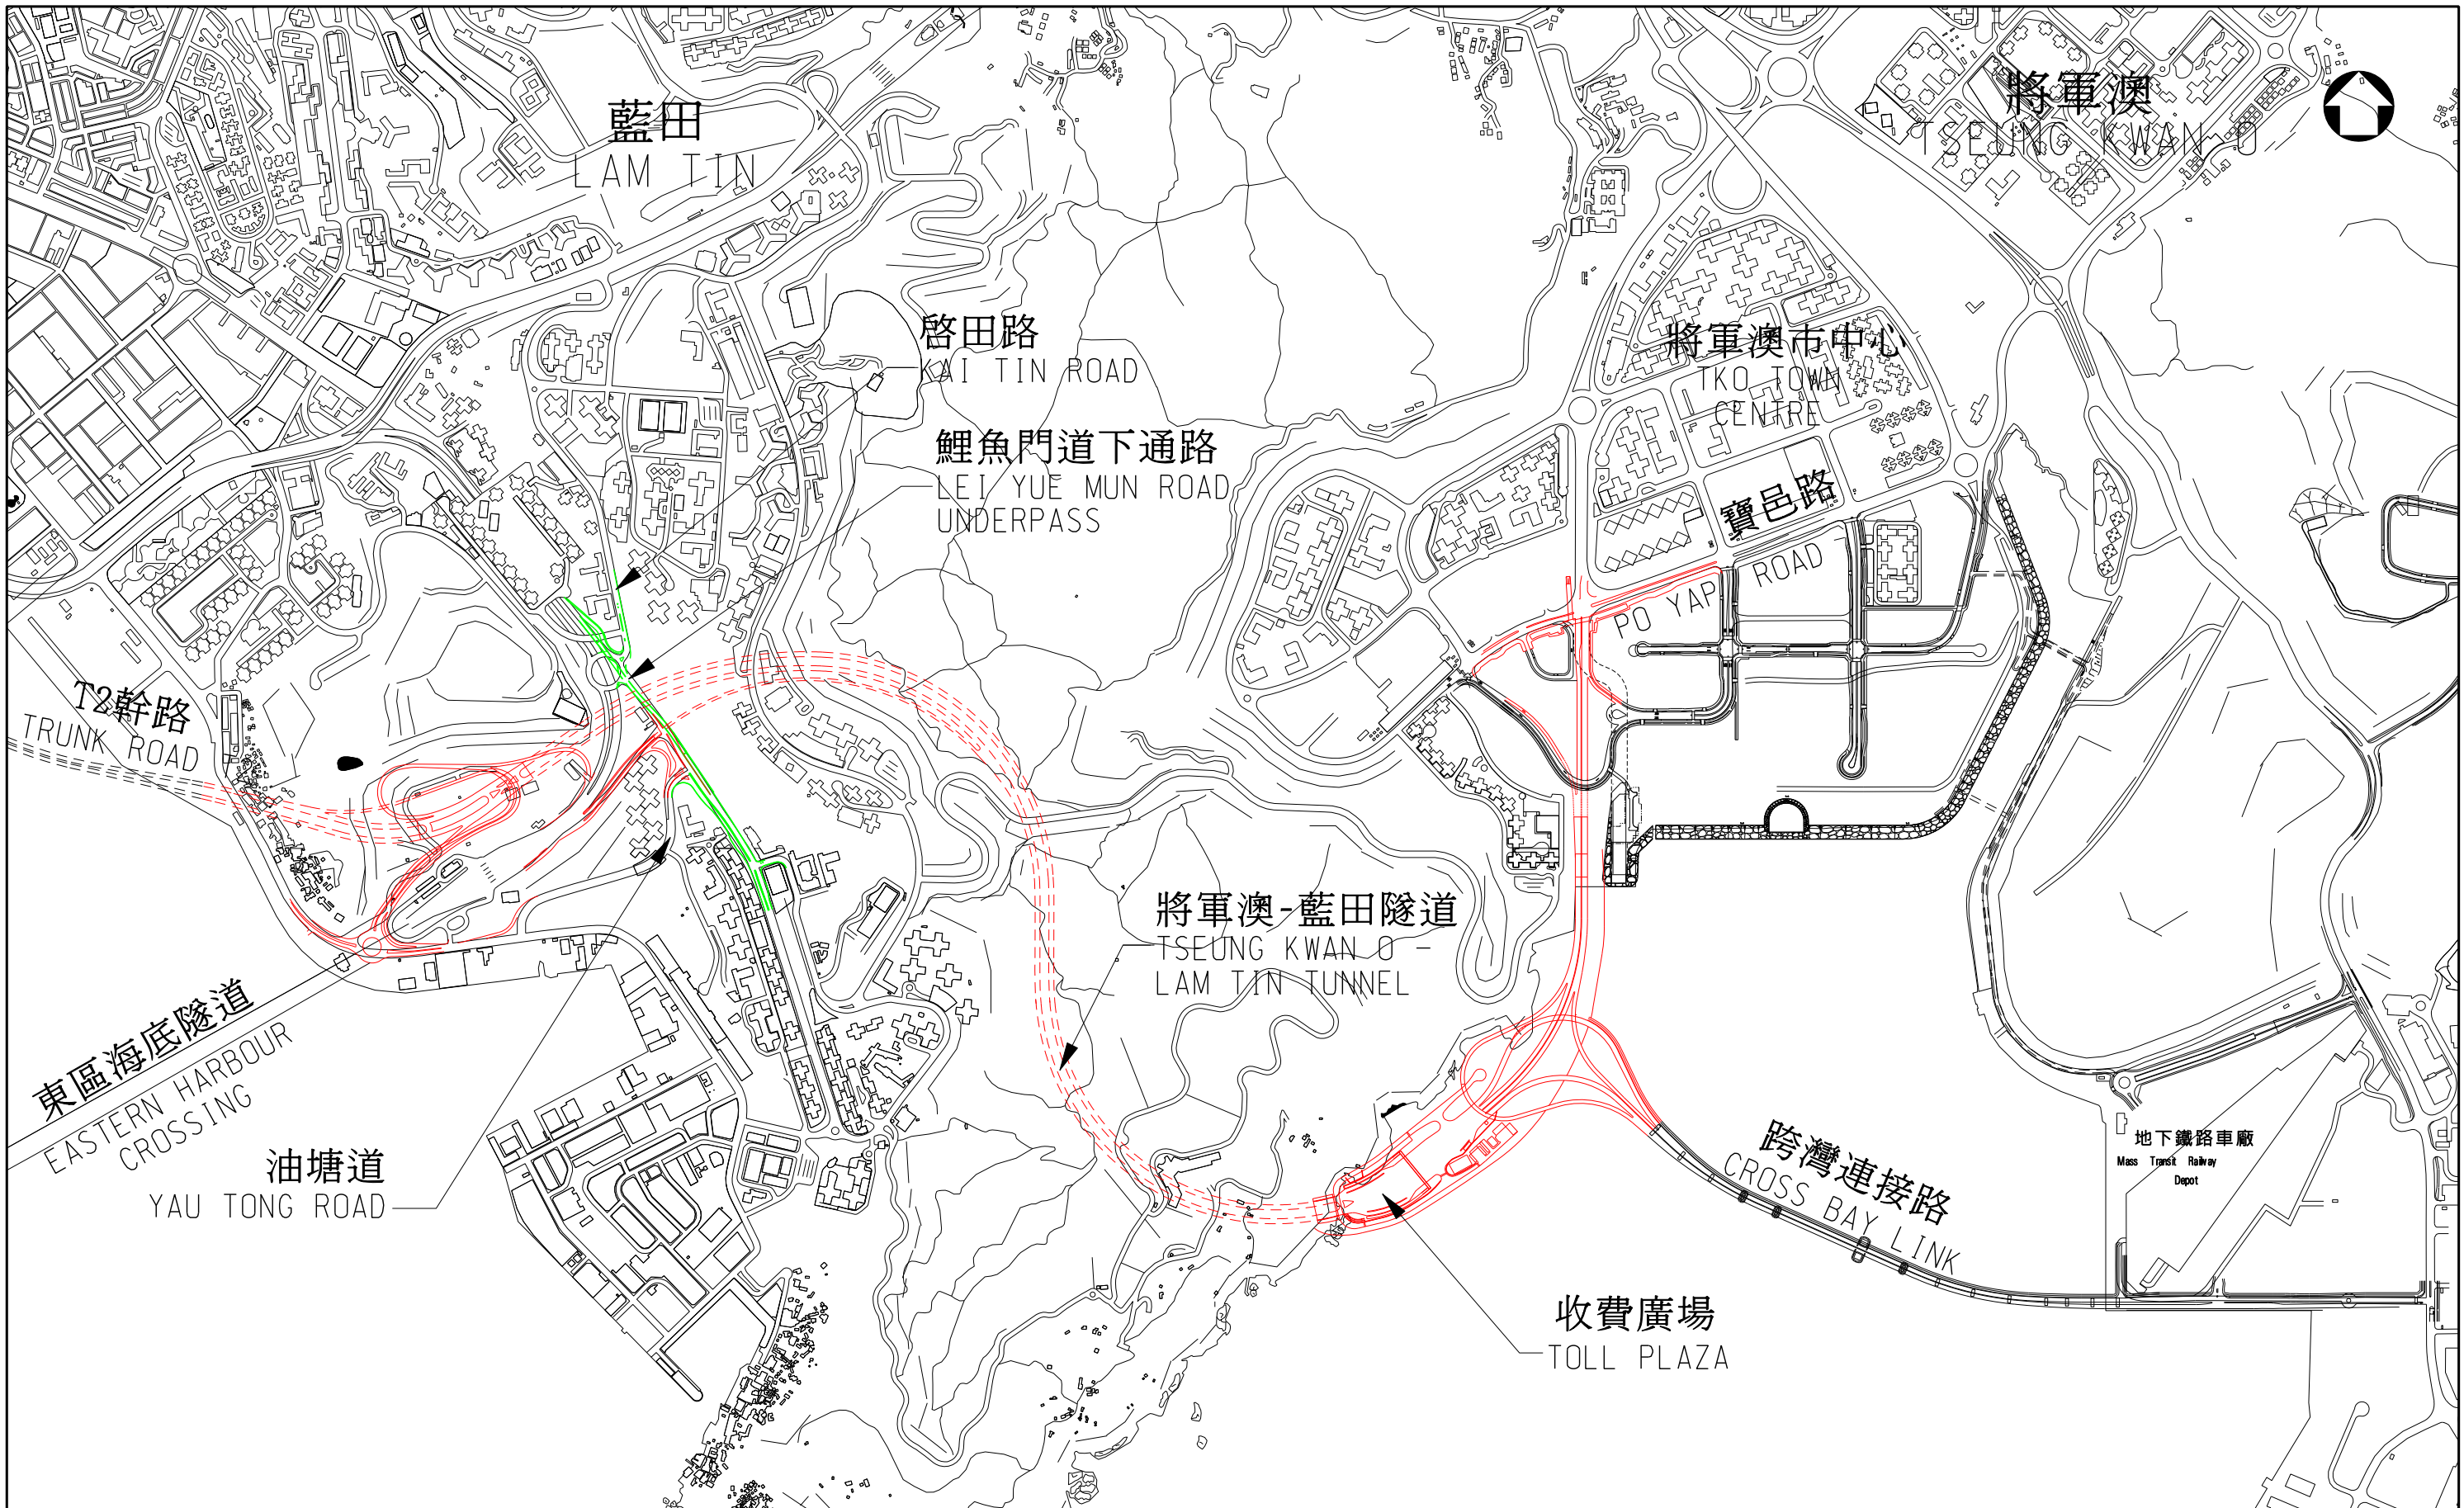 藍田
LAM TIN
將軍澳
TSEUNG KWAN O
啓田路
KAI TIN ROAD
將軍澳市中心
TKO TOWN
CENTRE
鯉魚門道下通路
LEI YUE MUN ROAD
UNDERPASS
寶邑路
PO YAP ROAD
T2幹路
TRUNK ROAD
將軍澳-藍田隧道
TSEUNG KWAN O -
LAM TIN TUNNEL
東區海底隧道
EASTERN HARBOUR
CROSSING
油塘道
YAU TONG ROAD
跨灣連接路
CROSS BAY LINK
地下鐵路車廠
Mass Transit Railway
Depot
收費廣場
TOLL PLAZA